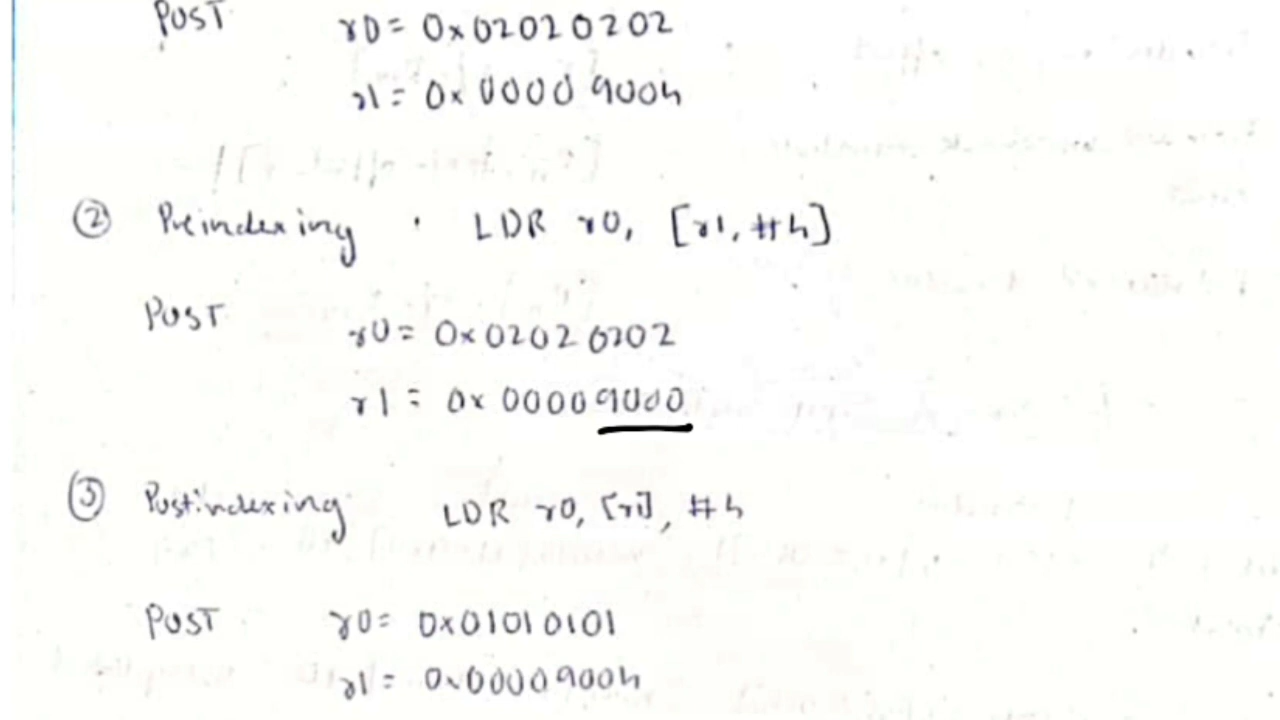 POST r0 = 0x02020202
r1 = 0x00009004
② Preindexing . LDR r0, [r1, #4]
POST r0 = 0x02020202
r1 = 0x00009000
③ Postindexing LDR r0, [r1], #4
POST r0 = 0x01010101
r1 = 0x00009004